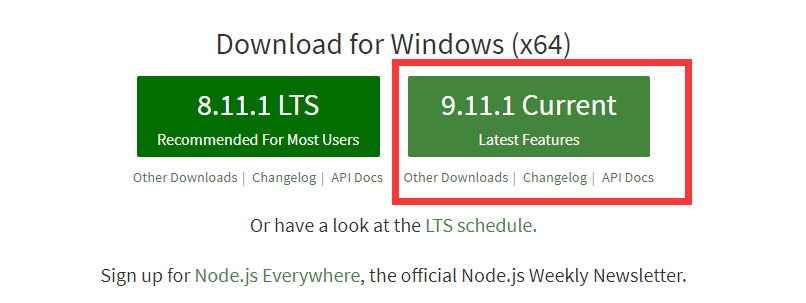 Download for Windows (x64)
8.11.1 LTS
Recommended For Most Users
Other Downloads | Changelog | API Docs
9.11.1 Current
Latest Features
Other Downloads | Changelog | API Docs
Or have a look at the LTS schedule.
Sign up for Node.js Everywhere, the official Node.js Weekly Newsletter.